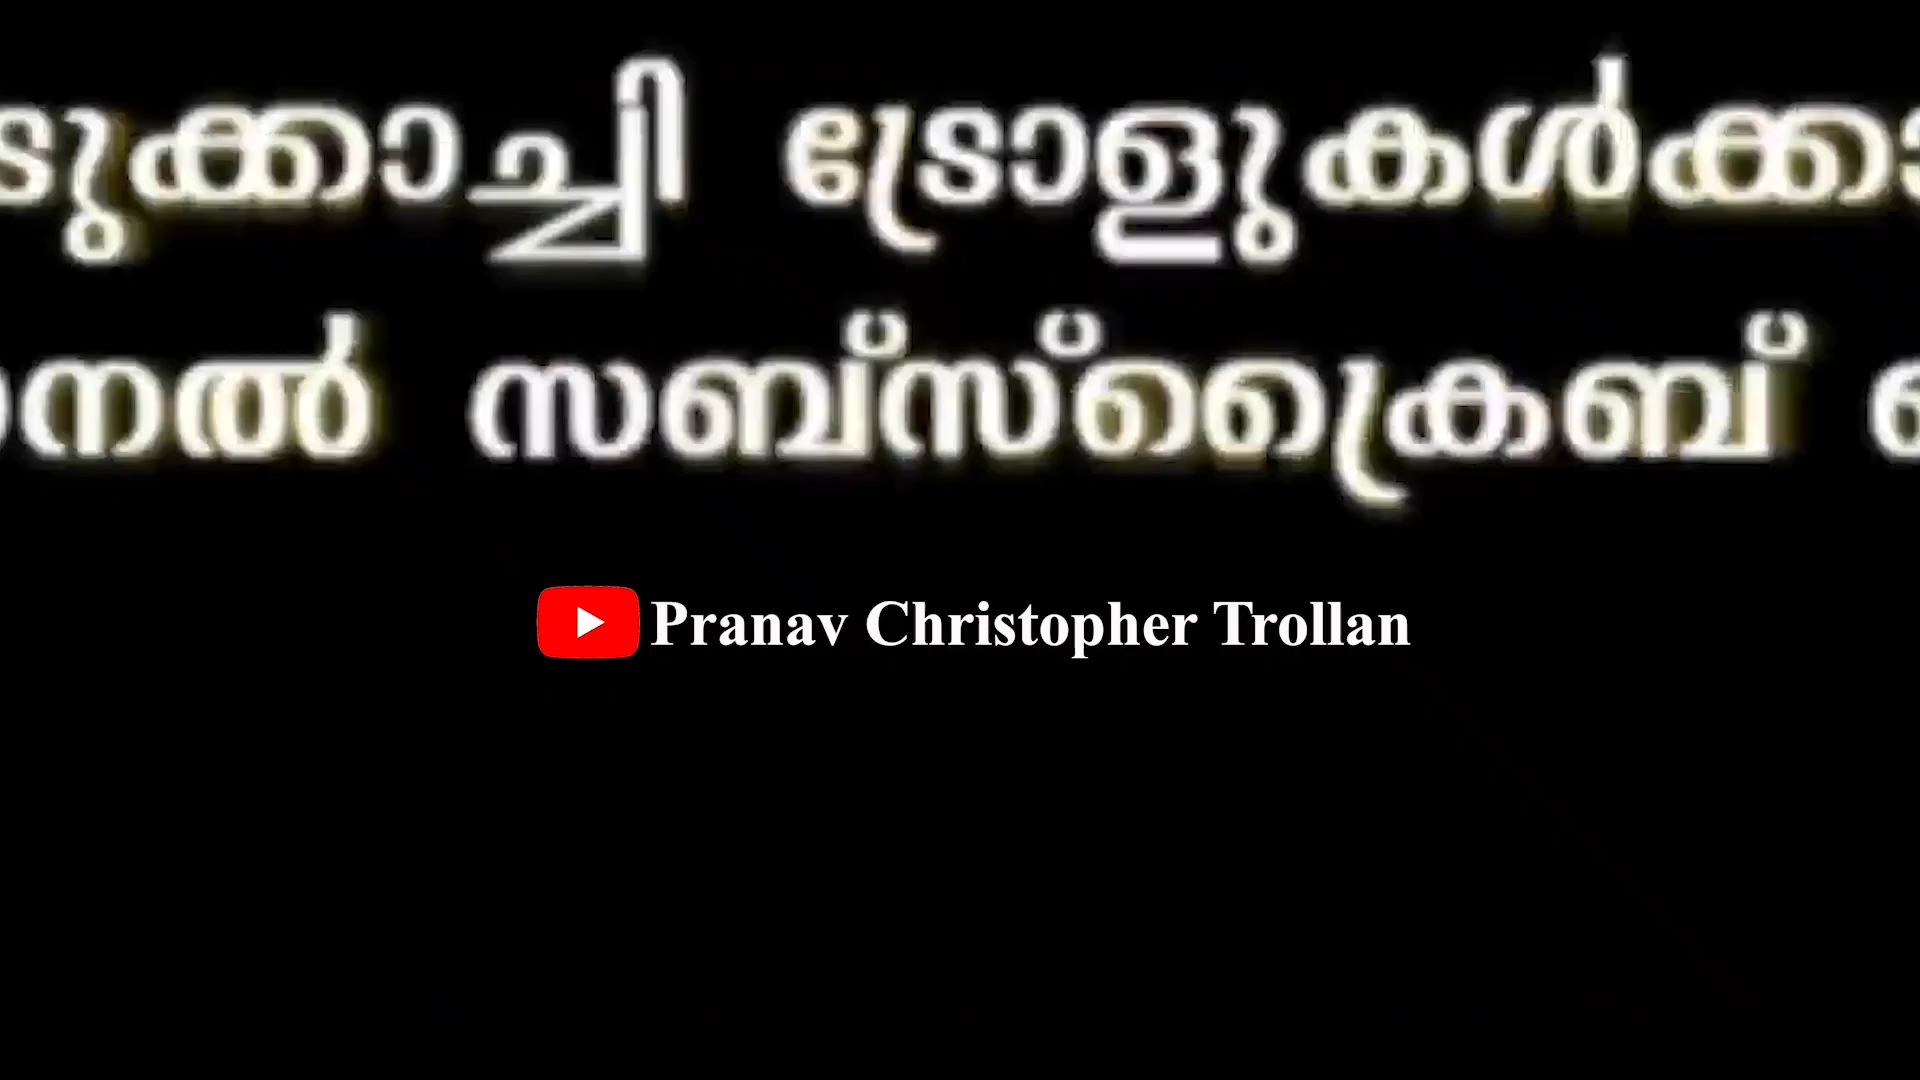 ടുക്കാച്ചി ട്രോളുകൾക്കാ
നൽ സബ്സ്ക്രൈബ്
Pranav Christopher Trollan